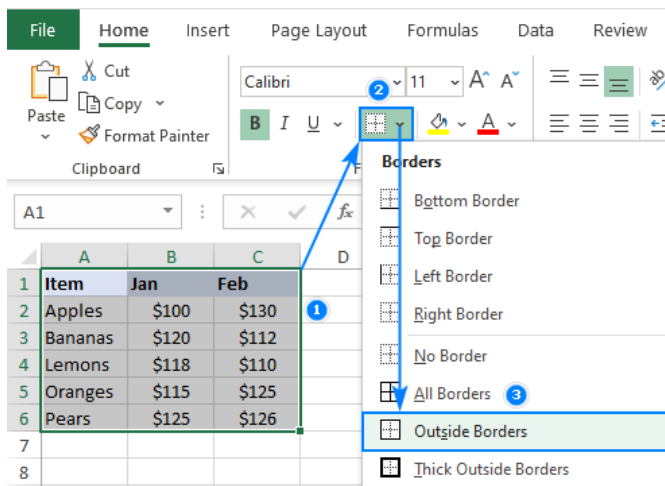 File Home Insert Page Layout Formulas Data Review
Cut
Calibri 11 A A
Paste
Copy
2
Format Painter
B I U A
Clipboard
Borders
A1 fx
Bottom Border
Top Border
A B C D
Left Border
1 Item Jan Feb
2 Apples $100 $130 1
Right Border
3 Bananas $120 $112
4 Lemons $118 $110
No Border
5 Oranges $115 $125
All Borders 3
6 Pears $125 $126
Outside Borders
7
8
Thick Outside Borders